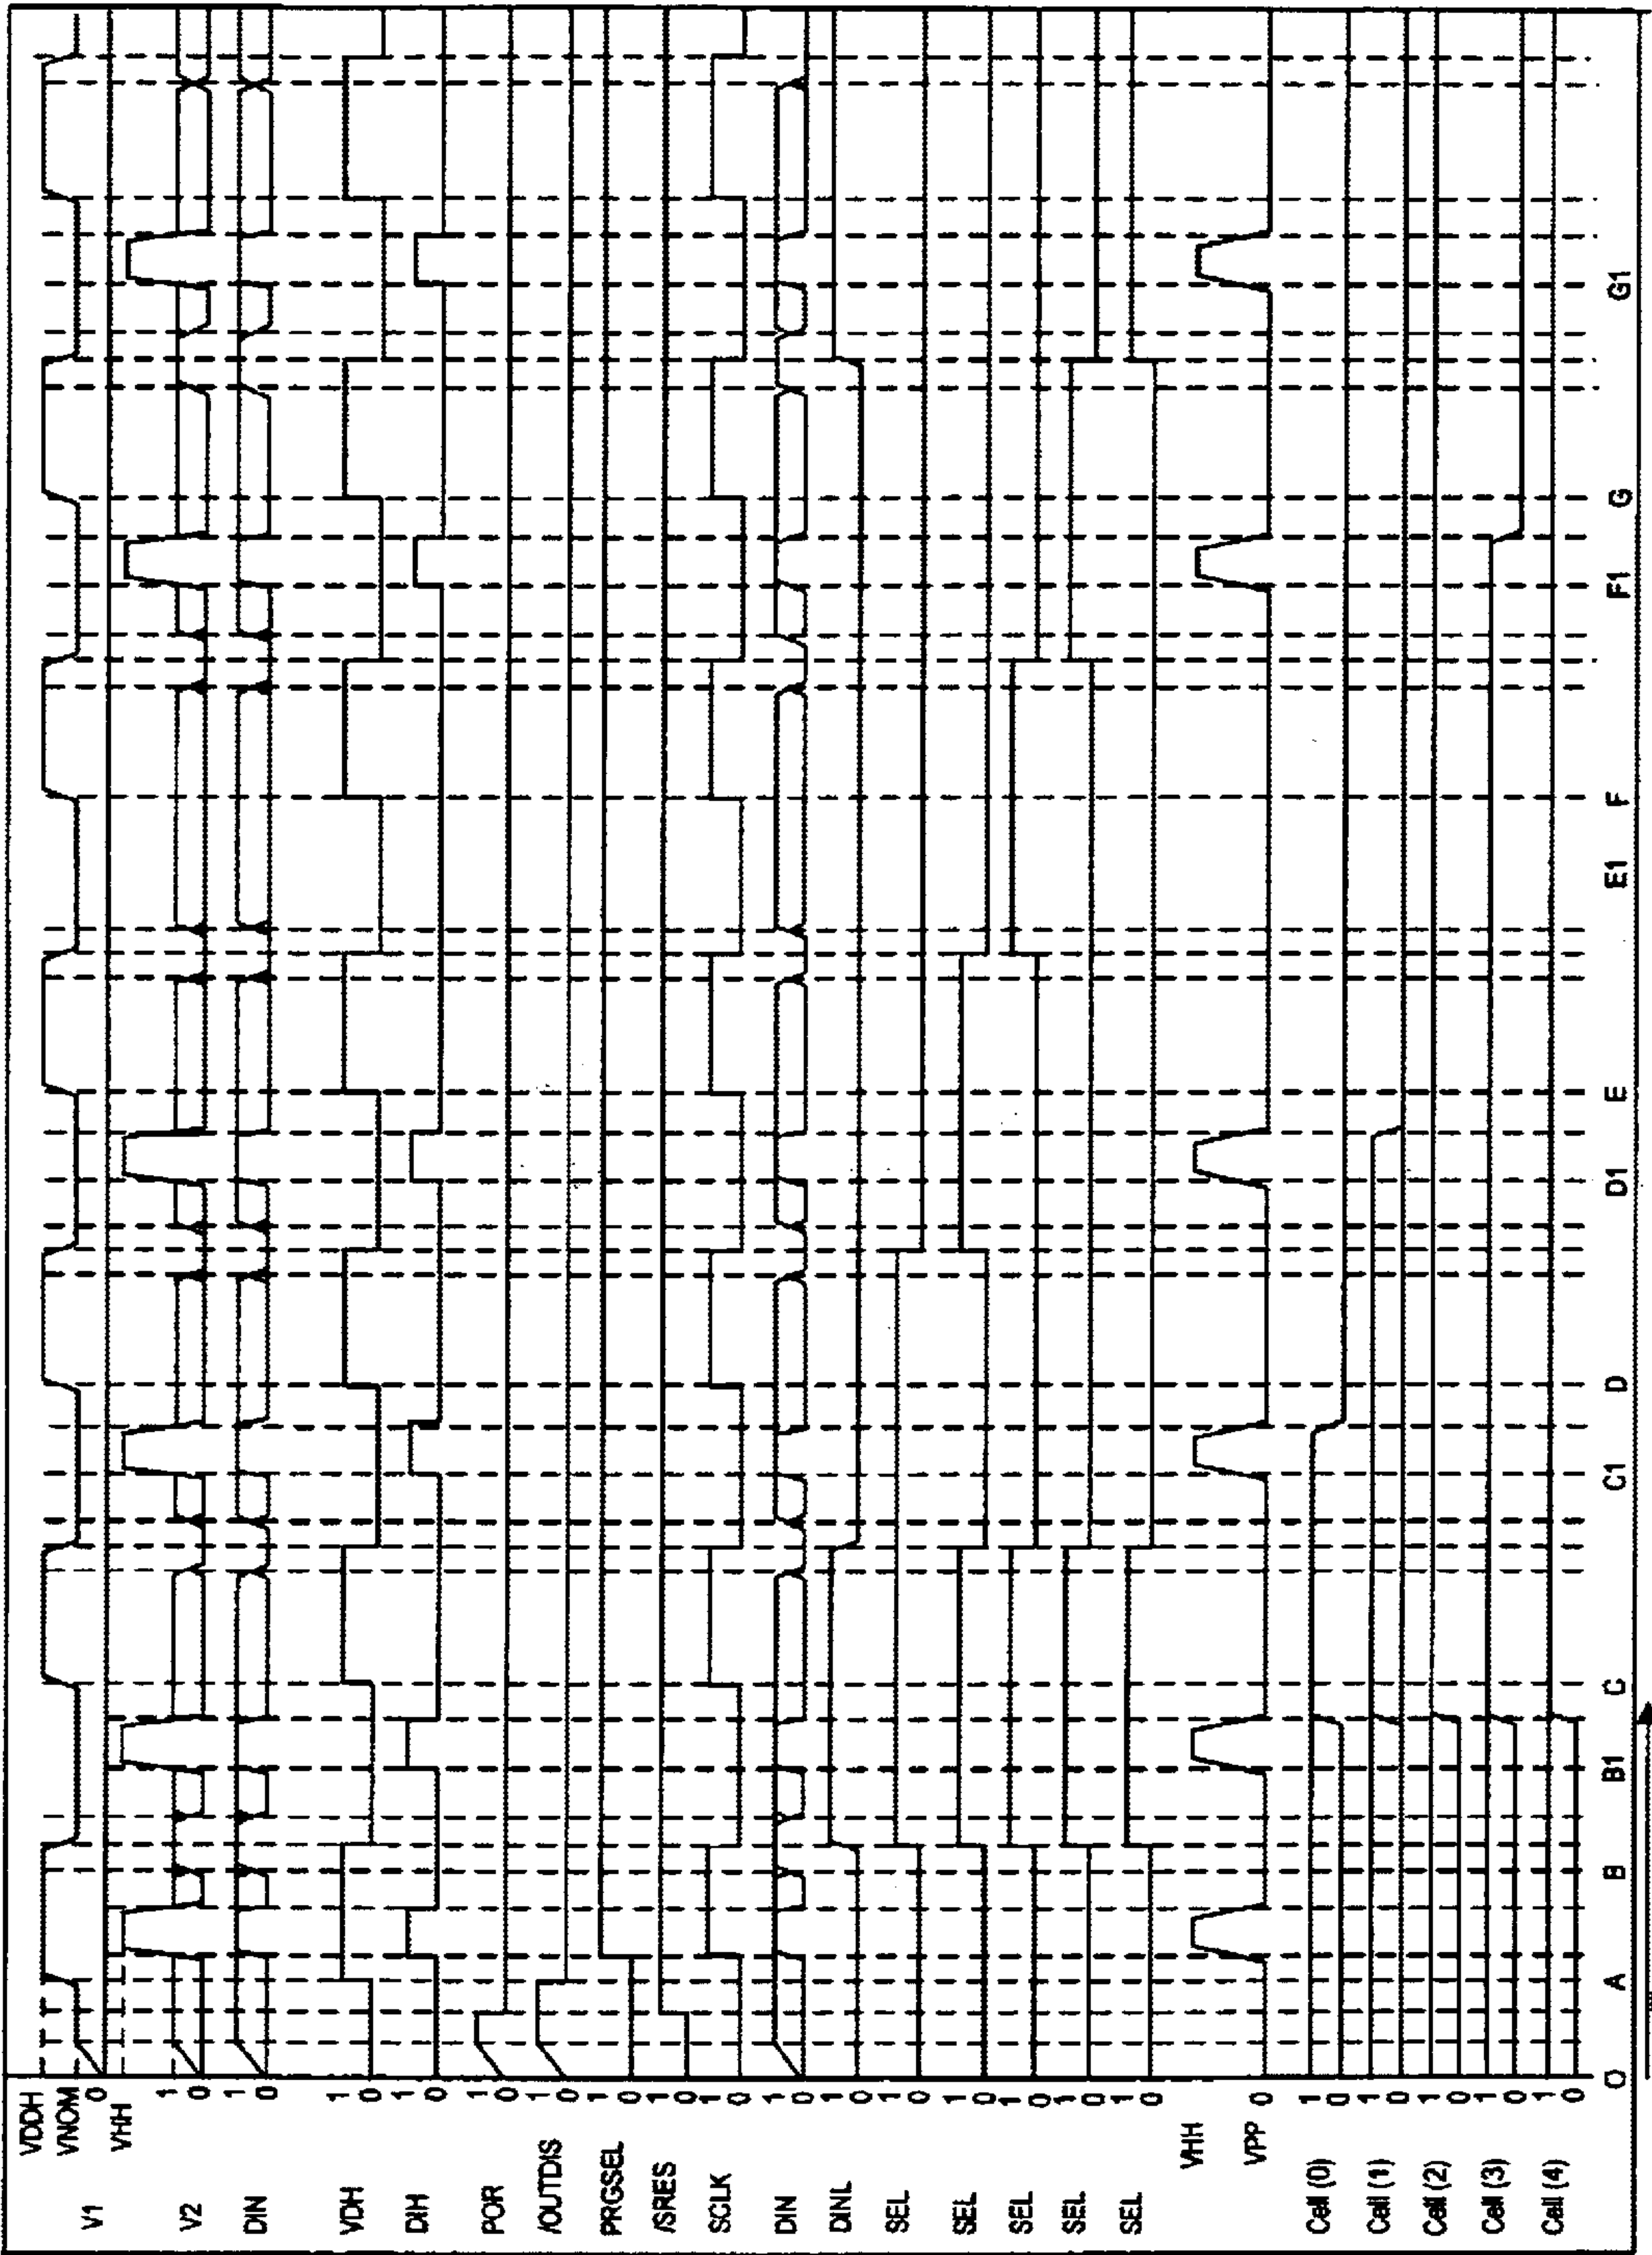 VDDH
VNOM
V1 0
VHH
1
V2 0
DIN 1
0
VDH 1
0
DIH 1
0
POR 1
0
/OUTDIS 1
0
PRGSEL 1
0
/SRES 1
0
SCLK 1
0
DIN 1
0
DINL 1
0
SEL 1
0
SEL 1
0
SEL 1
0
SEL 1
0
SEL 1
0
VHH
VPP 0
Cell (0) 1
0
Cell (1) 1
0
Cell (2) 1
0
Cell (3) 1
0
Cell (4) 1
0
O A B B1 C C1 D D1 E E1 F F1 G G1